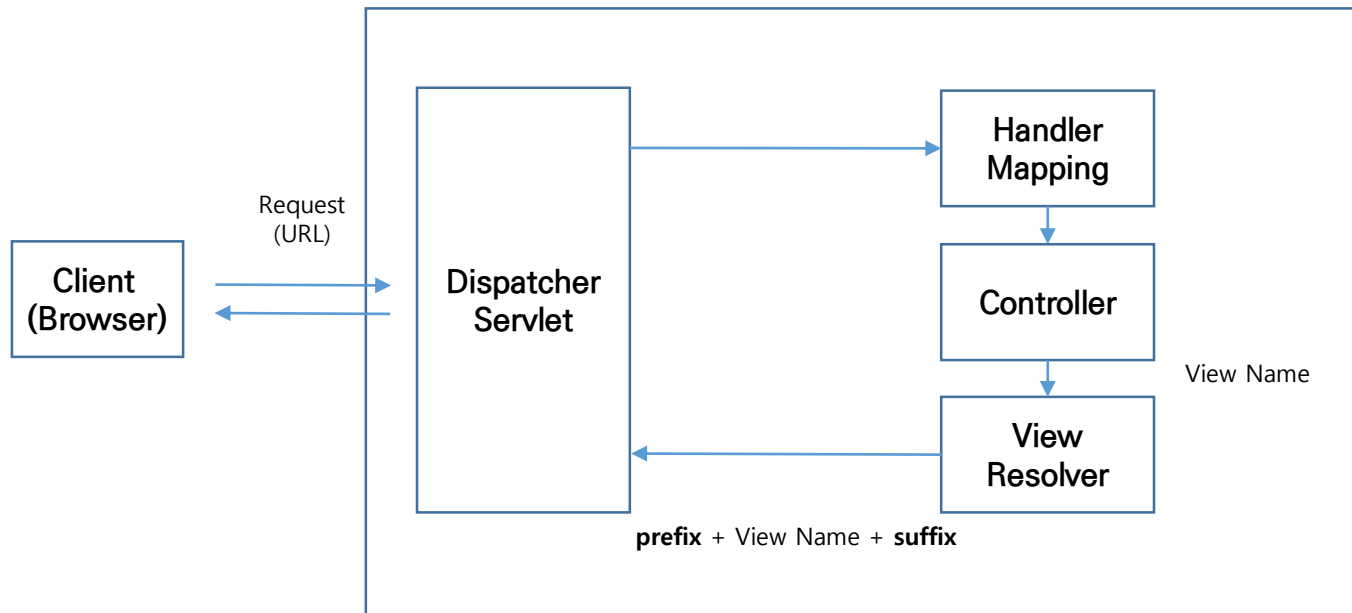 Handler
Mapping
Request
(URL)
Client
(Browser)
Dispatcher
Servlet
Controller
View Name
View
Resolver
prefix + View Name + suffix